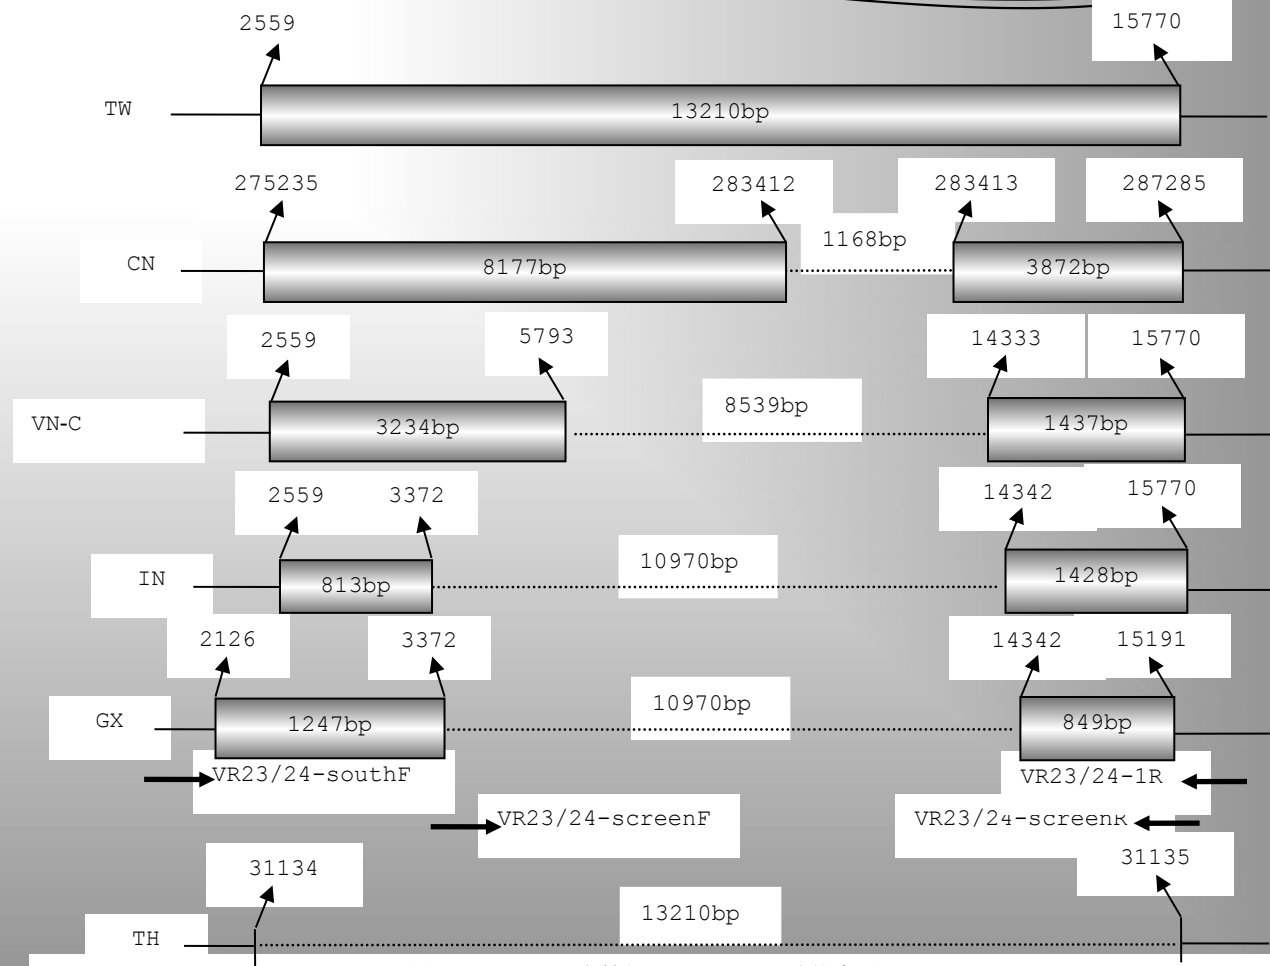 2559 15770
TW 13210bp
275235 283412 283413 287285
1168bp
CN 8177bp 3872bp
2559 5793 14333 15770
8539bp
VN-C 3234bp 1437bp
2559 3372 14342 15770
10970bp
IN 813bp 1428bp
2126 3372 14342 15191
10970bp
GX 1247bp 849bp
VR23/24-southF VR23/24-1R
VR23/24-screenF VR23/24-screenR
31134 31135
13210bp
TH